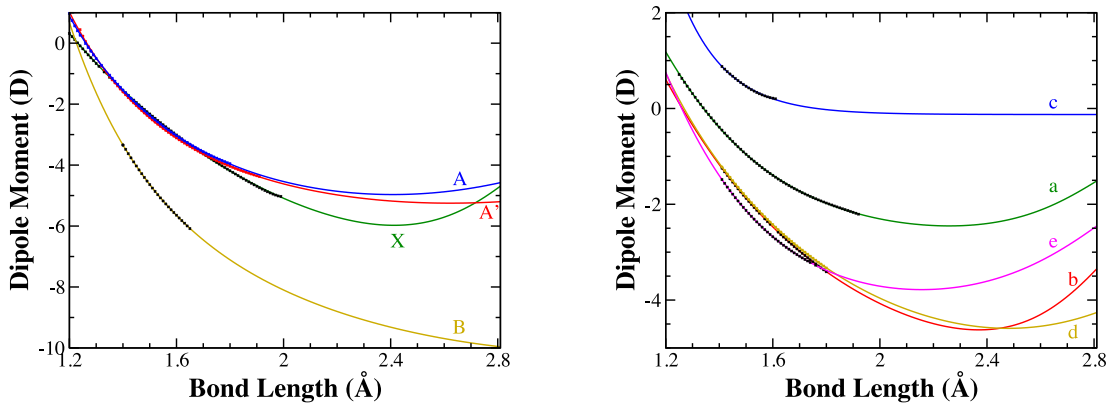 0
-2
-4
-6
-8
-10
1.2
1.6
2
2.4
2.8
Dipole Moment (D)
Bond Length (Å)
A
A'
X
B
2
0
-2
-4
1.2
1.6
2
2.4
2.8
Dipole Moment (D)
Bond Length (Å)
c
a
e
b
d